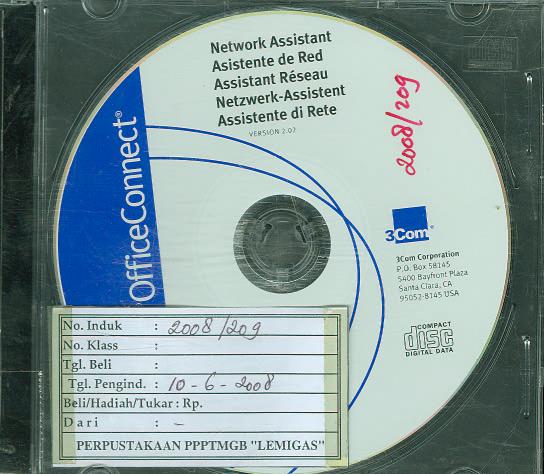 Network Assistant
Asistente de Red
Assistant Réseau
Netzwerk-Assistent
Assistente di Rete
VERSION 2.02
2008/209
OfficeConnect®
3Com®
3Com Corporation
P.O. Box 58145
5400 Bayfront Plaza
Santa Clara, CA
95052-8145 USA
COMPACT
disc
DIGITAL DATA
No. Induk : 2008/209
No. Klass :
Tgl. Beli :
Tgl. Pengind. : 10-6-2008
Beli/Hadiah/Tukar : Rp.
Dari : -
PERPUSTAKAAN PPPTMGB "LEMIGAS"